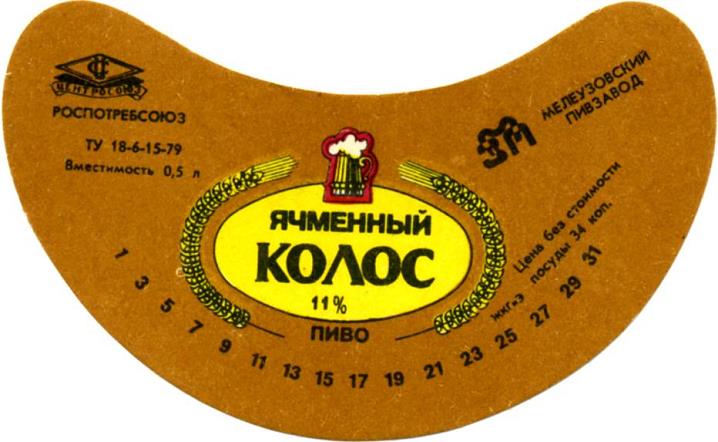 ЦЕНТРОСОЮЗ
РОСПОТРЕБСОЮЗ
ТУ 18-6-15-79
Вместимость 0,5 л
МЕЛЕУЗОВСКИЙ
ПИВЗАВОД
ЯЧМЕННЫЙ
КОЛОС
11%
ПИВО
Цена без стоимости
посуды 34 коп.
жкг-э
1 3 5 7 9 11 13 15 17 19 21 23 25 27 29 31